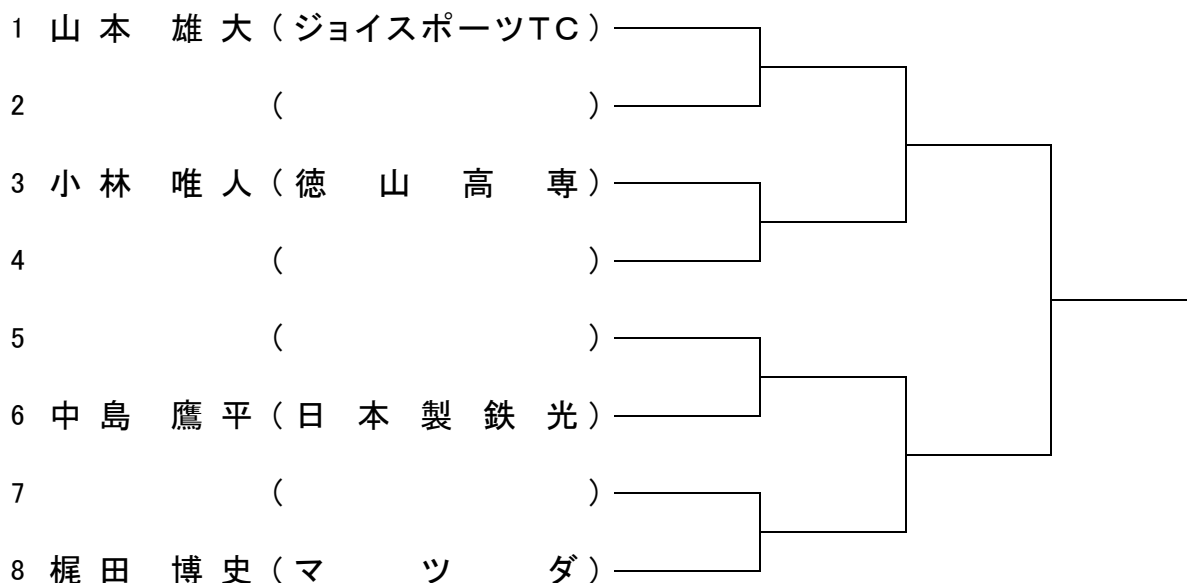 1 山本 雄大 (ジョイスポーツTC)
2 ( )
3 小林 唯人 (徳山高専)
4 ( )
5 ( )
6 中島 鷹平 (日本製鉄光)
7 ( )
8 梶田 博史 (マツダ)